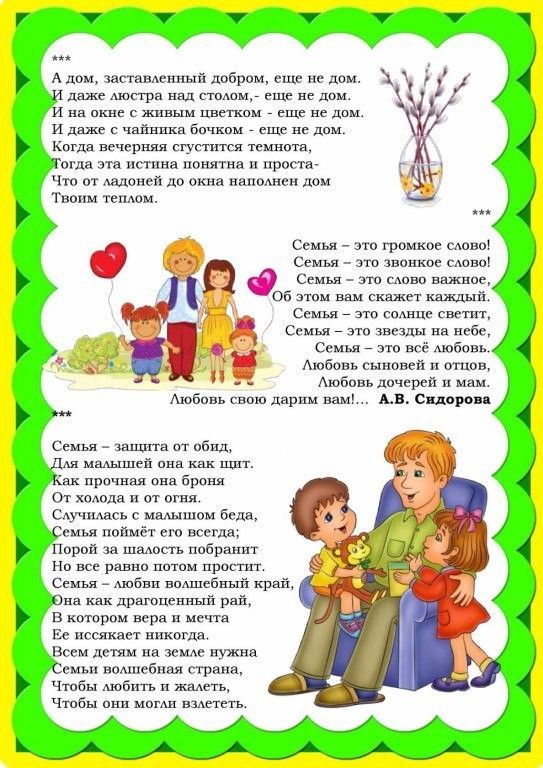 ***
А дом, заставленный добром, еще не дом.
И даже люстра над столом,- еще не дом.
И на окне с живым цветком - еще не дом.
И даже с чайника бочком - еще не дом.
Когда вечерняя сгустится темнота,
Тогда эта истина понятна и проста-
Что от ладоней до окна наполнен дом
Твоим теплом.
***
Семья – это громкое слово!
Семья – это звонкое слово!
Семья – это слово важное,
Об этом вам скажет каждый.
Семья – это солнце светит,
Семья – это звезды на небе,
Семья – это всё любовь.
Любовь сыновей и отцов,
Любовь дочерей и мам.
Любовь свою дарим вам!... А.В. Сидорова
***
Семья – защита от обид,
Для малышей она как щит.
Как прочная она броня
От холода и от огня.
Случилась с малышом беда,
Семья поймёт его всегда;
Порой за шалость побранит
Но все равно потом простит.
Семья – любви волшебный край,
Она как драгоценный рай,
В котором вера и мечта
Ее иссякает никогда.
Всем детям на земле нужна
Семьи волшебная страна,
Чтобы любить и жалеть,
Чтобы они могли взлететь.